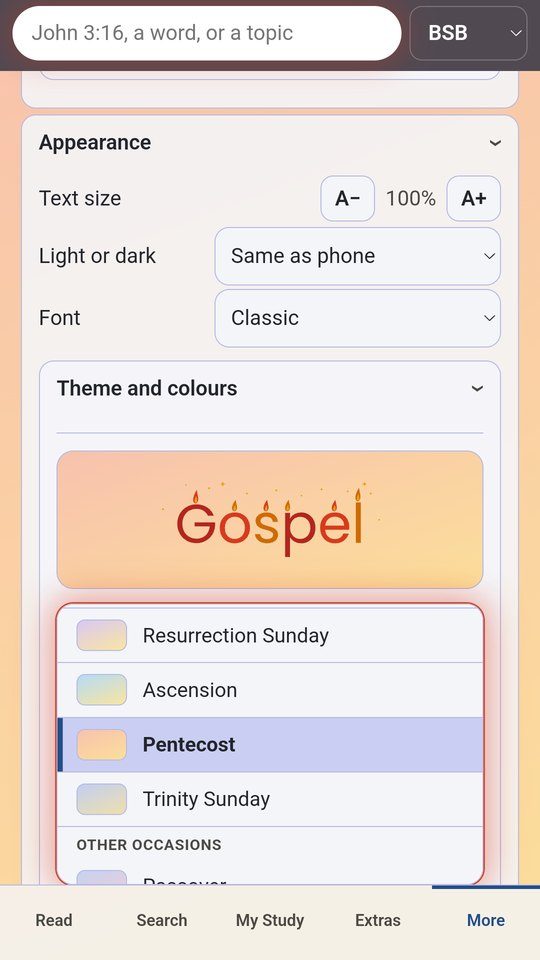 John 3:16, a word, or a topic
BSB
Appearance
Text size
A− 100% A+
Light or dark
Same as phone
Font
Classic
Theme and colours
Gospel
Resurrection Sunday
Ascension
Pentecost
Trinity Sunday
OTHER OCCASIONS
Passover
Read Search My Study Extras More